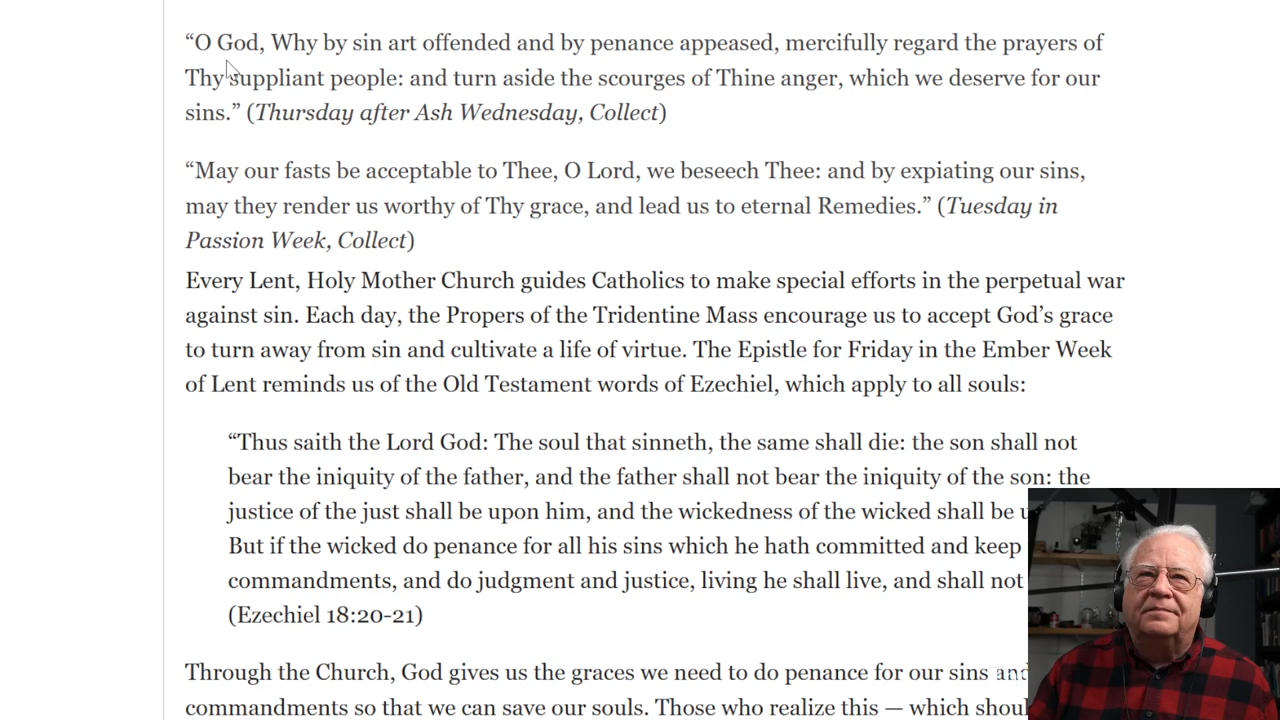 “O God, Why by sin art offended and by penance appeased, mercifully regard the prayers of
Thy suppliant people: and turn aside the scourges of Thine anger, which we deserve for our
sins.” (Thursday after Ash Wednesday, Collect)
“May our fasts be acceptable to Thee, O Lord, we beseech Thee: and by expiating our sins,
may they render us worthy of Thy grace, and lead us to eternal Remedies.” (Tuesday in
Passion Week, Collect)
Every Lent, Holy Mother Church guides Catholics to make special efforts in the perpetual war
against sin. Each day, the Propers of the Tridentine Mass encourage us to accept God’s grace
to turn away from sin and cultivate a life of virtue. The Epistle for Friday in the Ember Week
of Lent reminds us of the Old Testament words of Ezechiel, which apply to all souls:
“Thus saith the Lord God: The soul that sinneth, the same shall die: the son shall not
bear the iniquity of the father, and the father shall not bear the iniquity of the son: the
justice of the just shall be upon him, and the wickedness of the wicked shall be
But if the wicked do penance for all his sins which he hath committed and keep
commandments, and do judgment and justice, living he shall live, and shall not
(Ezechiel 18:20-21)
Through the Church, God gives us the graces we need to do penance for our sins and
commandments so that we can save our souls. Those who realize this — which